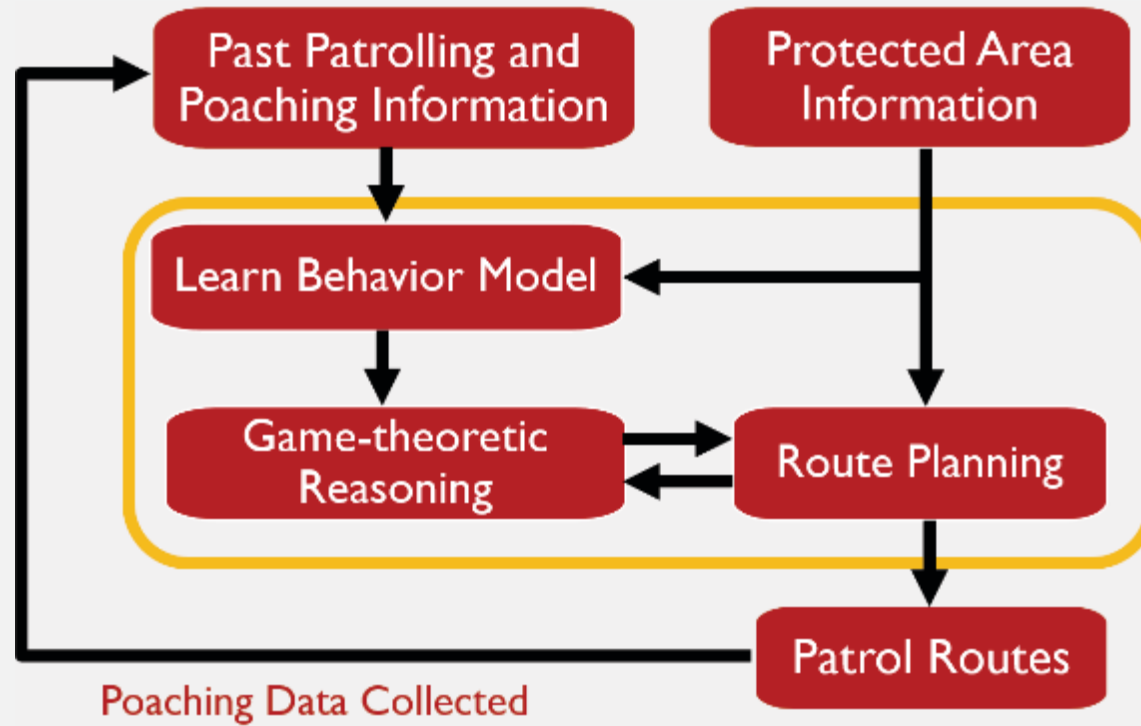 Past Patrolling and
Poaching Information
Protected Area
Information
Learn Behavior Model
Game-theoretic
Reasoning
Route Planning
Patrol Routes
Poaching Data Collected